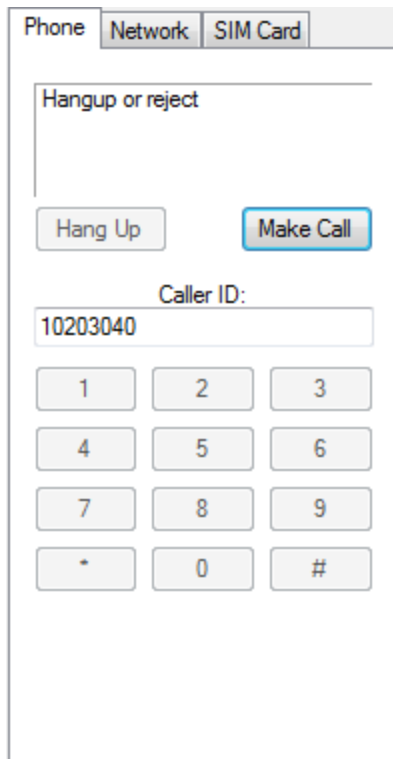 Phone Network SIM Card
Hangup or reject
Hang Up Make Call
Caller ID:
10203040
1 2 3
4 5 6
7 8 9
* 0 #